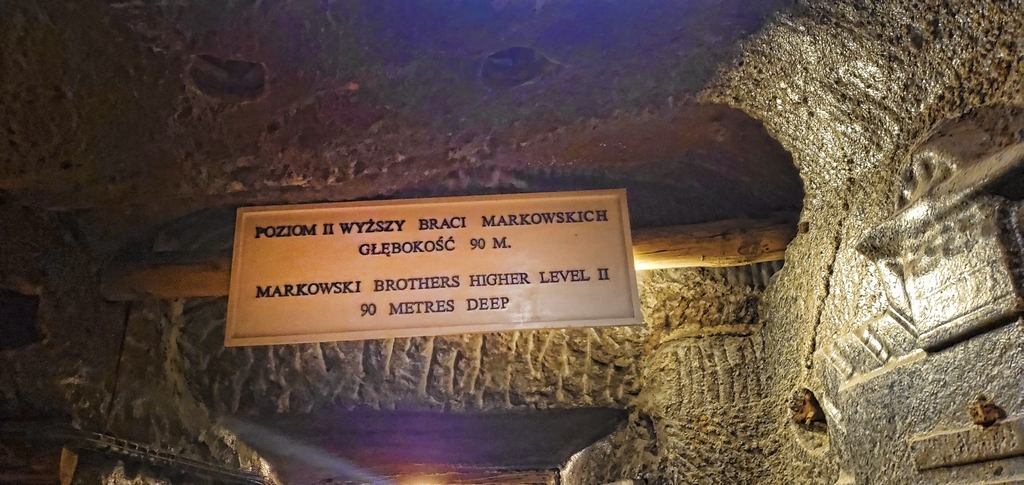 POZIOM II WYŻSZY BRACI MARKOWSKICH
GŁĘBOKOŚĆ 90 M.
MARKOWSKI BROTHERS HIGHER LEVEL II
90 METRES DEEP